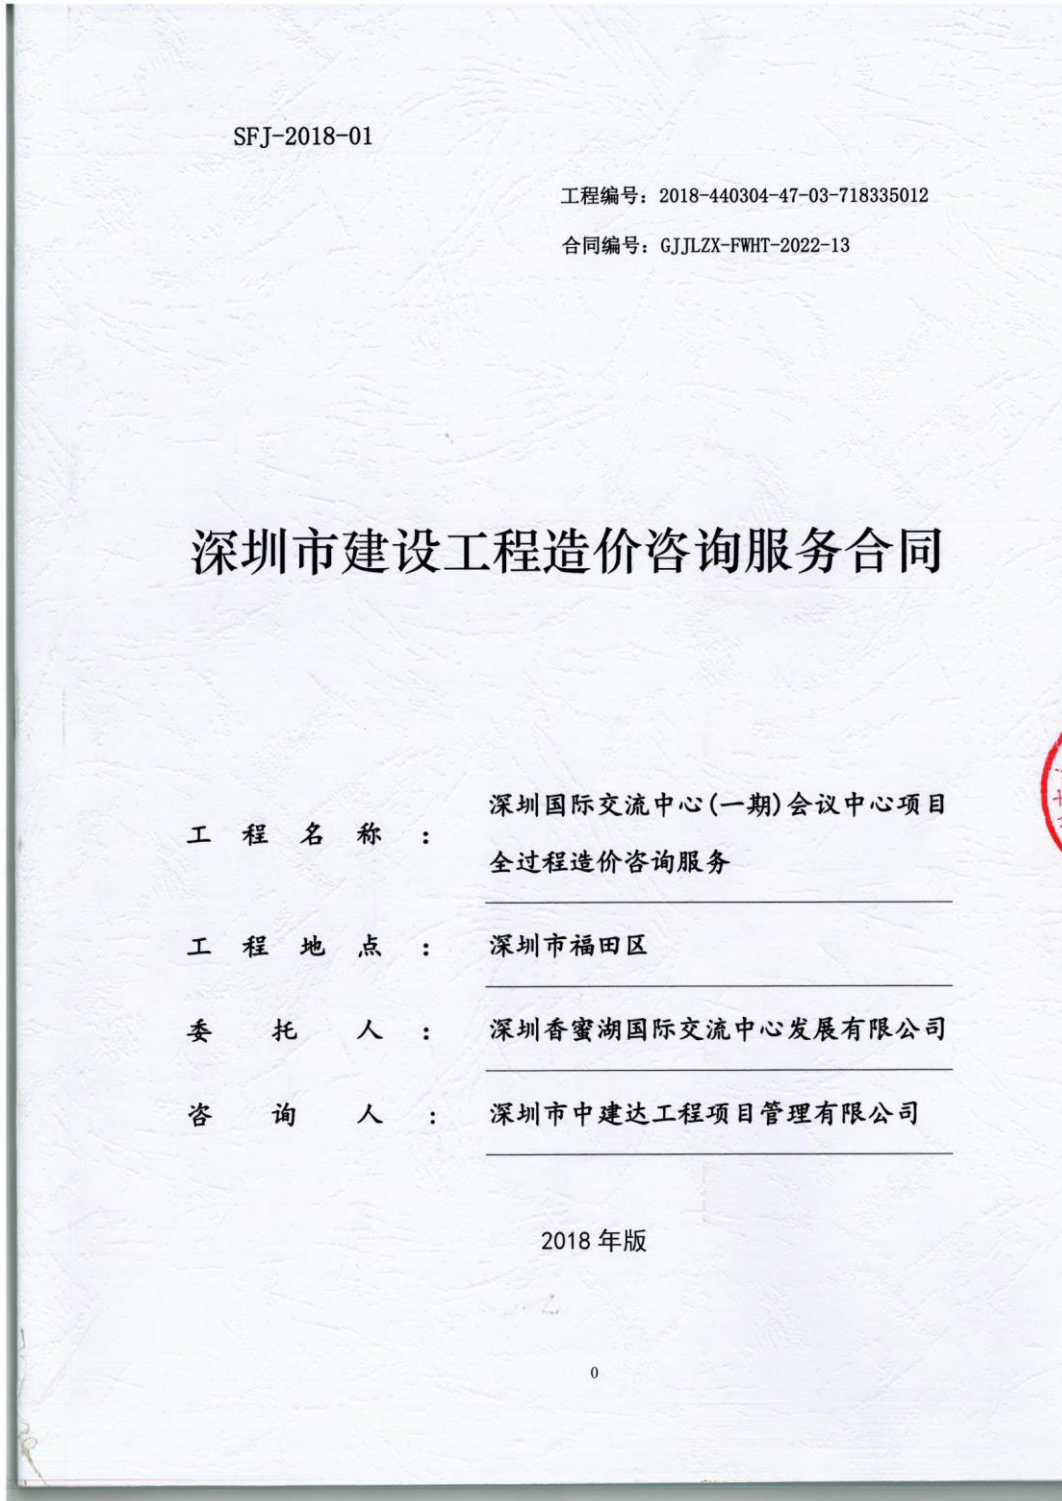 SFJ-2018-01
工程编号：2018-440304-47-03-718335012
合同编号：GJJLZX-FWHT-2022-13
深圳市建设工程造价咨询服务合同
工程名称：
深圳国际交流中心(一期)会议中心项目
全过程造价咨询服务
工程地点：深圳市福田区
委托人：深圳香蜜湖国际交流中心发展有限公司
咨询人：深圳市中建达工程项目管理有限公司
2018 年版
0